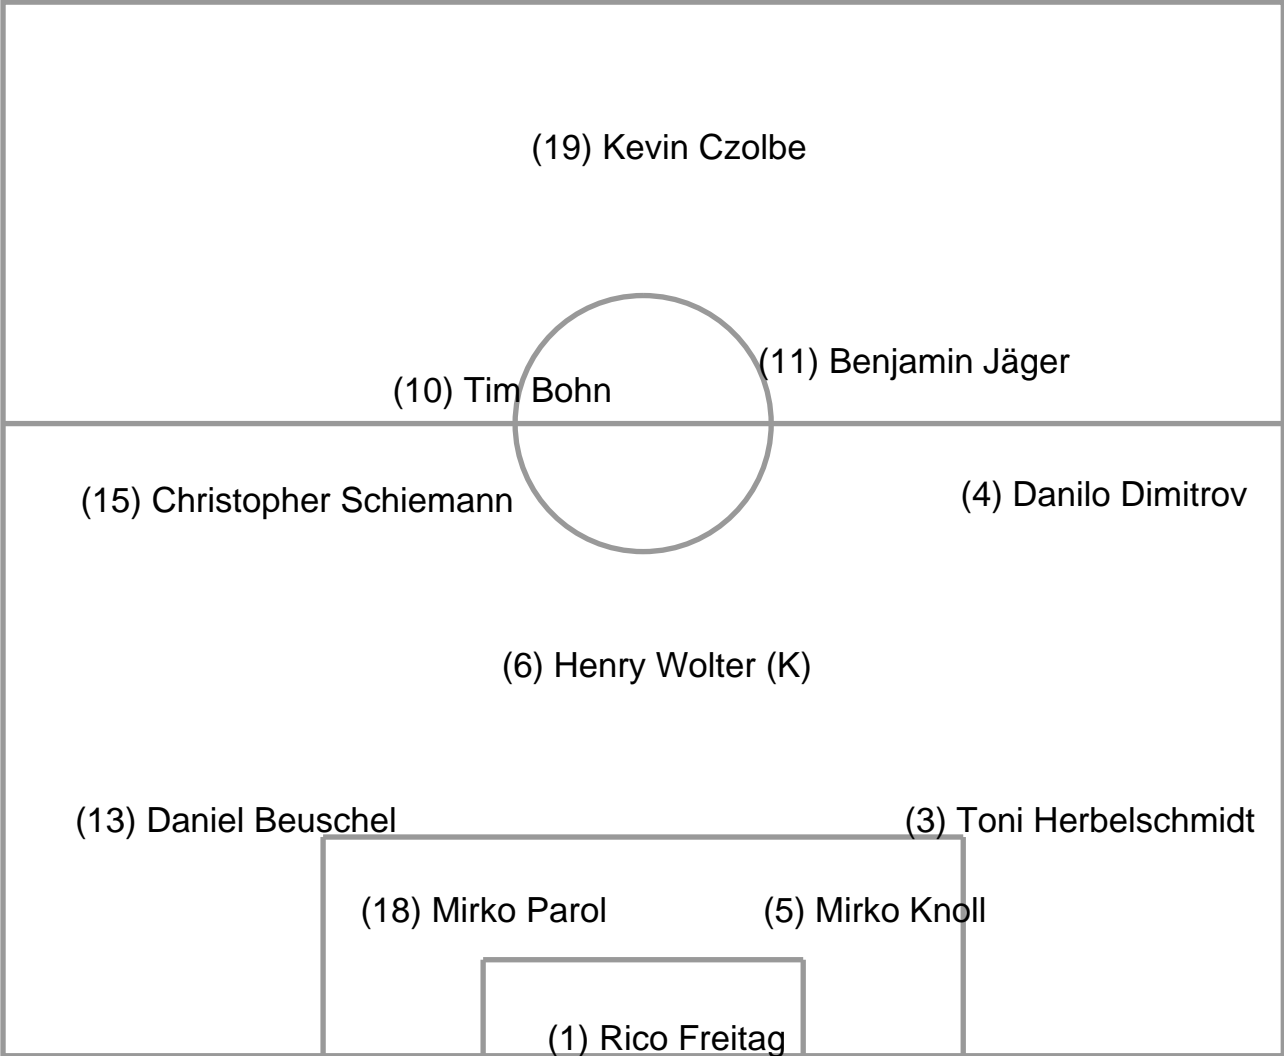 (19) Kevin Czolbe
(11) Benjamin Jäger
(10) Tim Bohn
(4) Danilo Dimitrov
(15) Christopher Schiemann
(6) Henry Wolter (K)
(13) Daniel Beuschel
(3) Toni Herbelschmidt
(18) Mirko Parol
(5) Mirko Knoll
(1) Rico Freitag